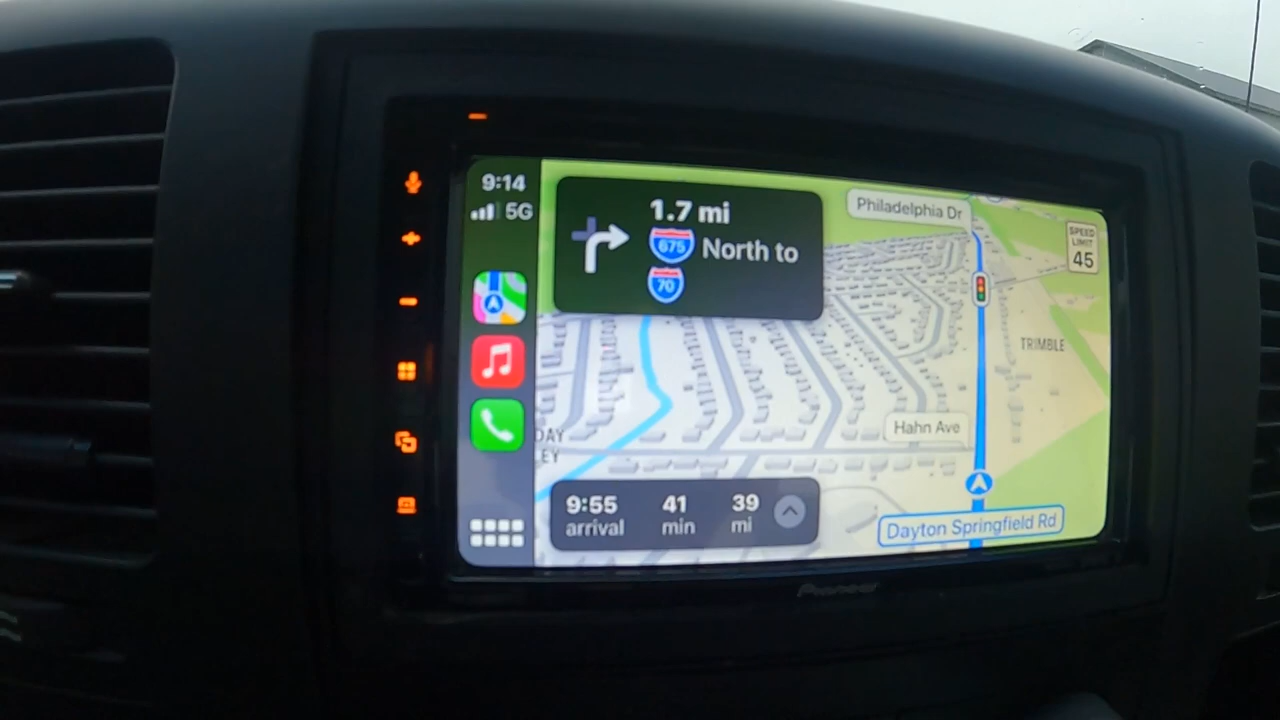 9:14
5G
1.7 mi
675 North to
70
Philadelphia Dr
SPEED
LIMIT
45
TRIMBLE
Hahn Ave
DAY
EY
9:55 41 39
arrival min mi
Dayton Springfield Rd
Pioneer